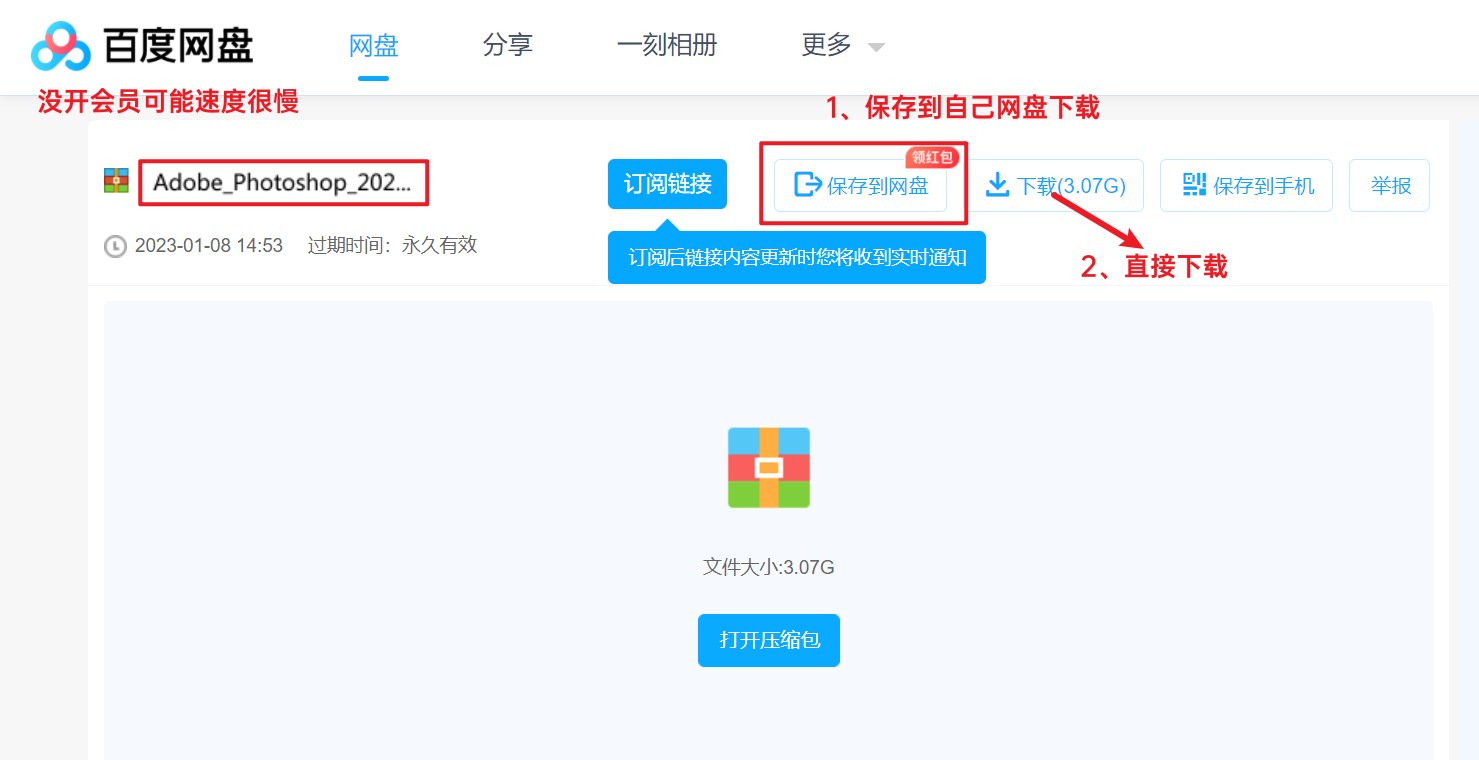 百度网盘
网盘
分享
一刻相册
更多
没开会员可能速度很慢
1、保存到自己网盘下载
领红包
Adobe_Photoshop_202...
订阅链接
保存到网盘
下载(3.07G)
保存到手机
举报
2023-01-08 14:53
过期时间：永久有效
订阅后链接内容更新时您将收到实时通知
2、直接下载
文件大小:3.07G
打开压缩包